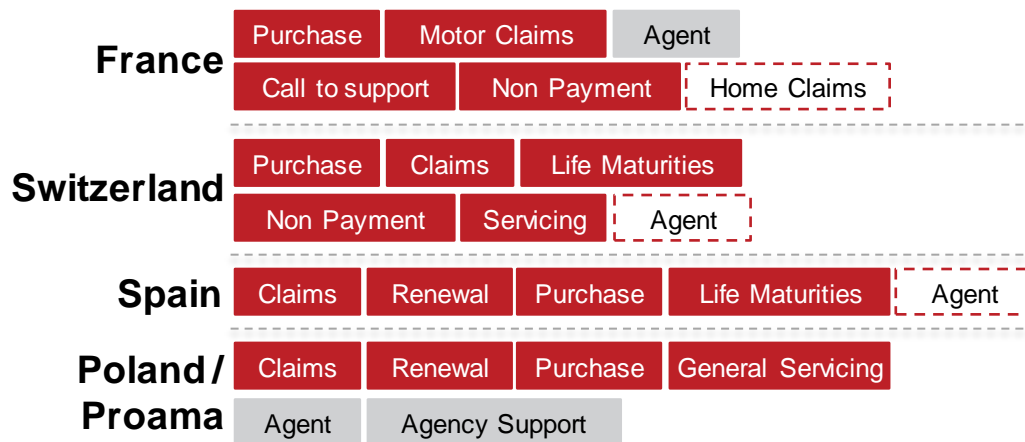 France
Purchase Motor Claims Agent
Call to support Non Payment Home Claims
Switzerland
Purchase Claims Life Maturities
Non Payment Servicing Agent
Spain
Claims Renewal Purchase Life Maturities Agent
Poland /
Proama
Claims Renewal Purchase General Servicing
Agent Agency Support